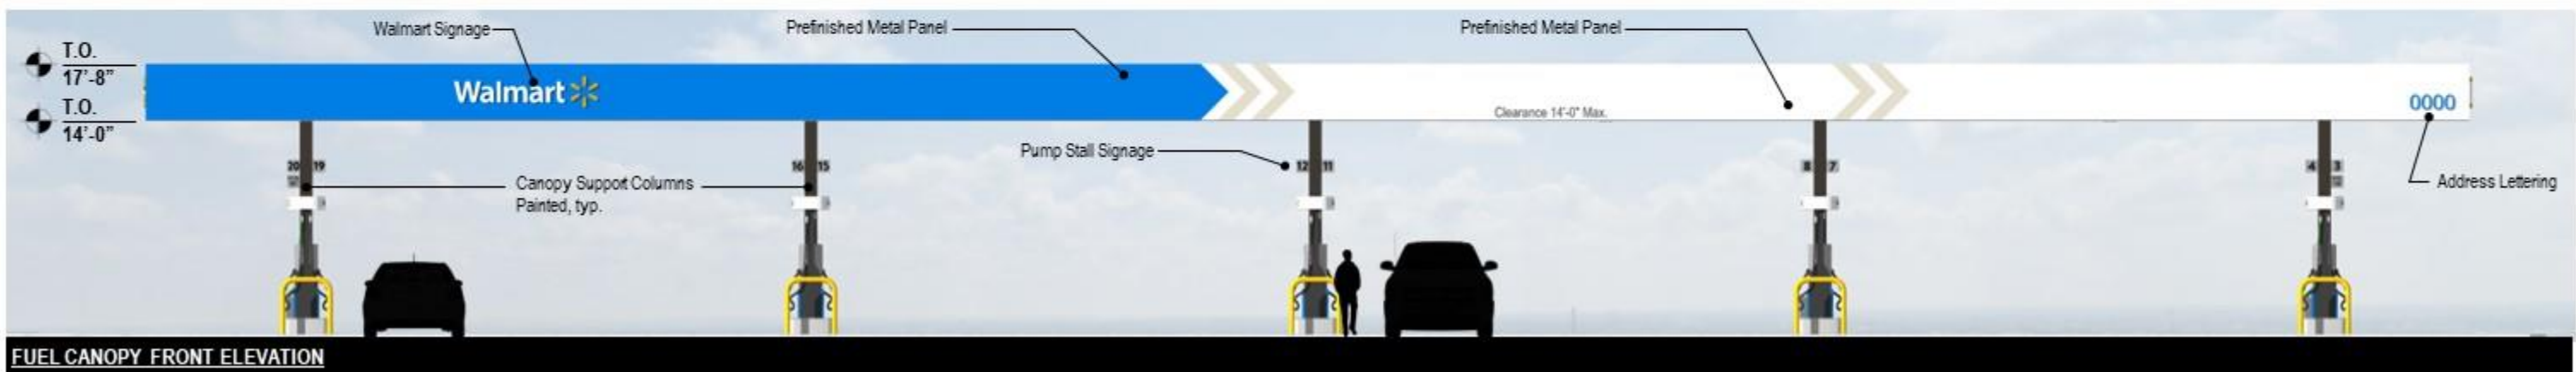 Walmart Signage
Prefinished Metal Panel
Prefinished Metal Panel
T.O.
17'-8"
T.O.
14'-0"
Walmart
Clearance 14'-0" Max.
0000
Pump Stall Signage
20 19
16 15
12 11
8 7
4 3
Canopy Support Columns
Painted, typ.
Address Lettering
FUEL CANOPY FRONT ELEVATION